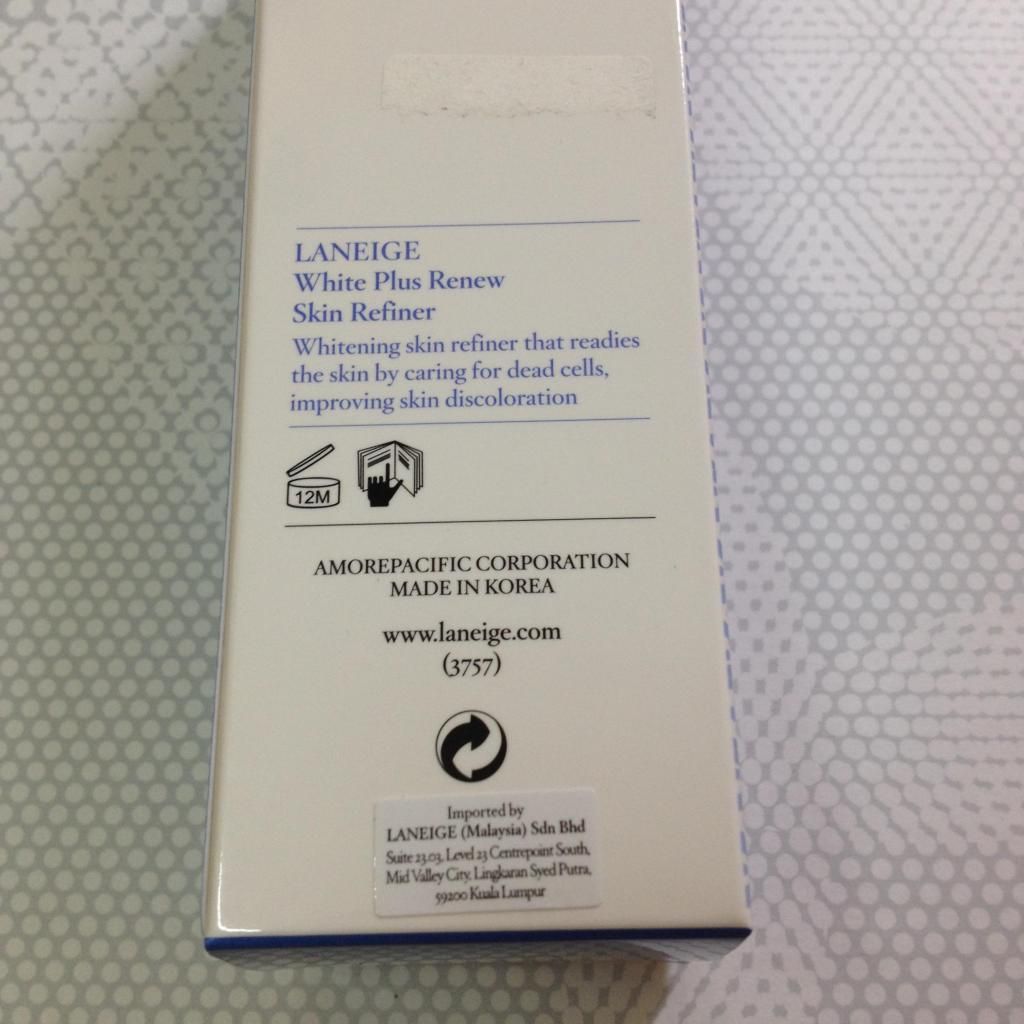 LANEIGE
White Plus Renew
Skin Refiner
Whitening skin refiner that readies
the skin by caring for dead cells,
improving skin discoloration
12M
AMOREPACIFIC CORPORATION
MADE IN KOREA
www.laneige.com
(3757)
Imported by
LANEIGE (Malaysia) Sdn Bhd
Suite 23.03, Level 23 Centrepoint South,
Mid Valley City, Lingkaran Syed Putra,
59200 Kuala Lumpur